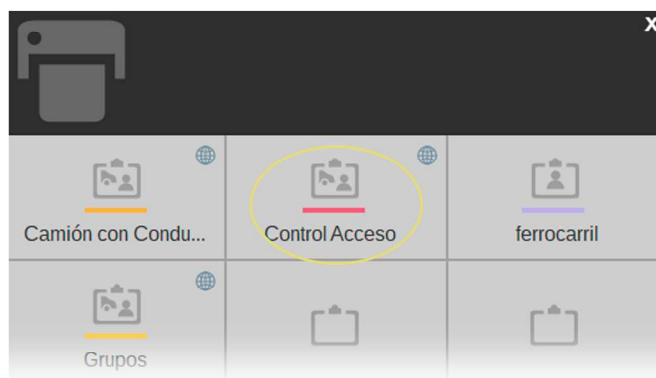 X
Camión con Condu...
Control Acceso
ferrocarril
Grupos